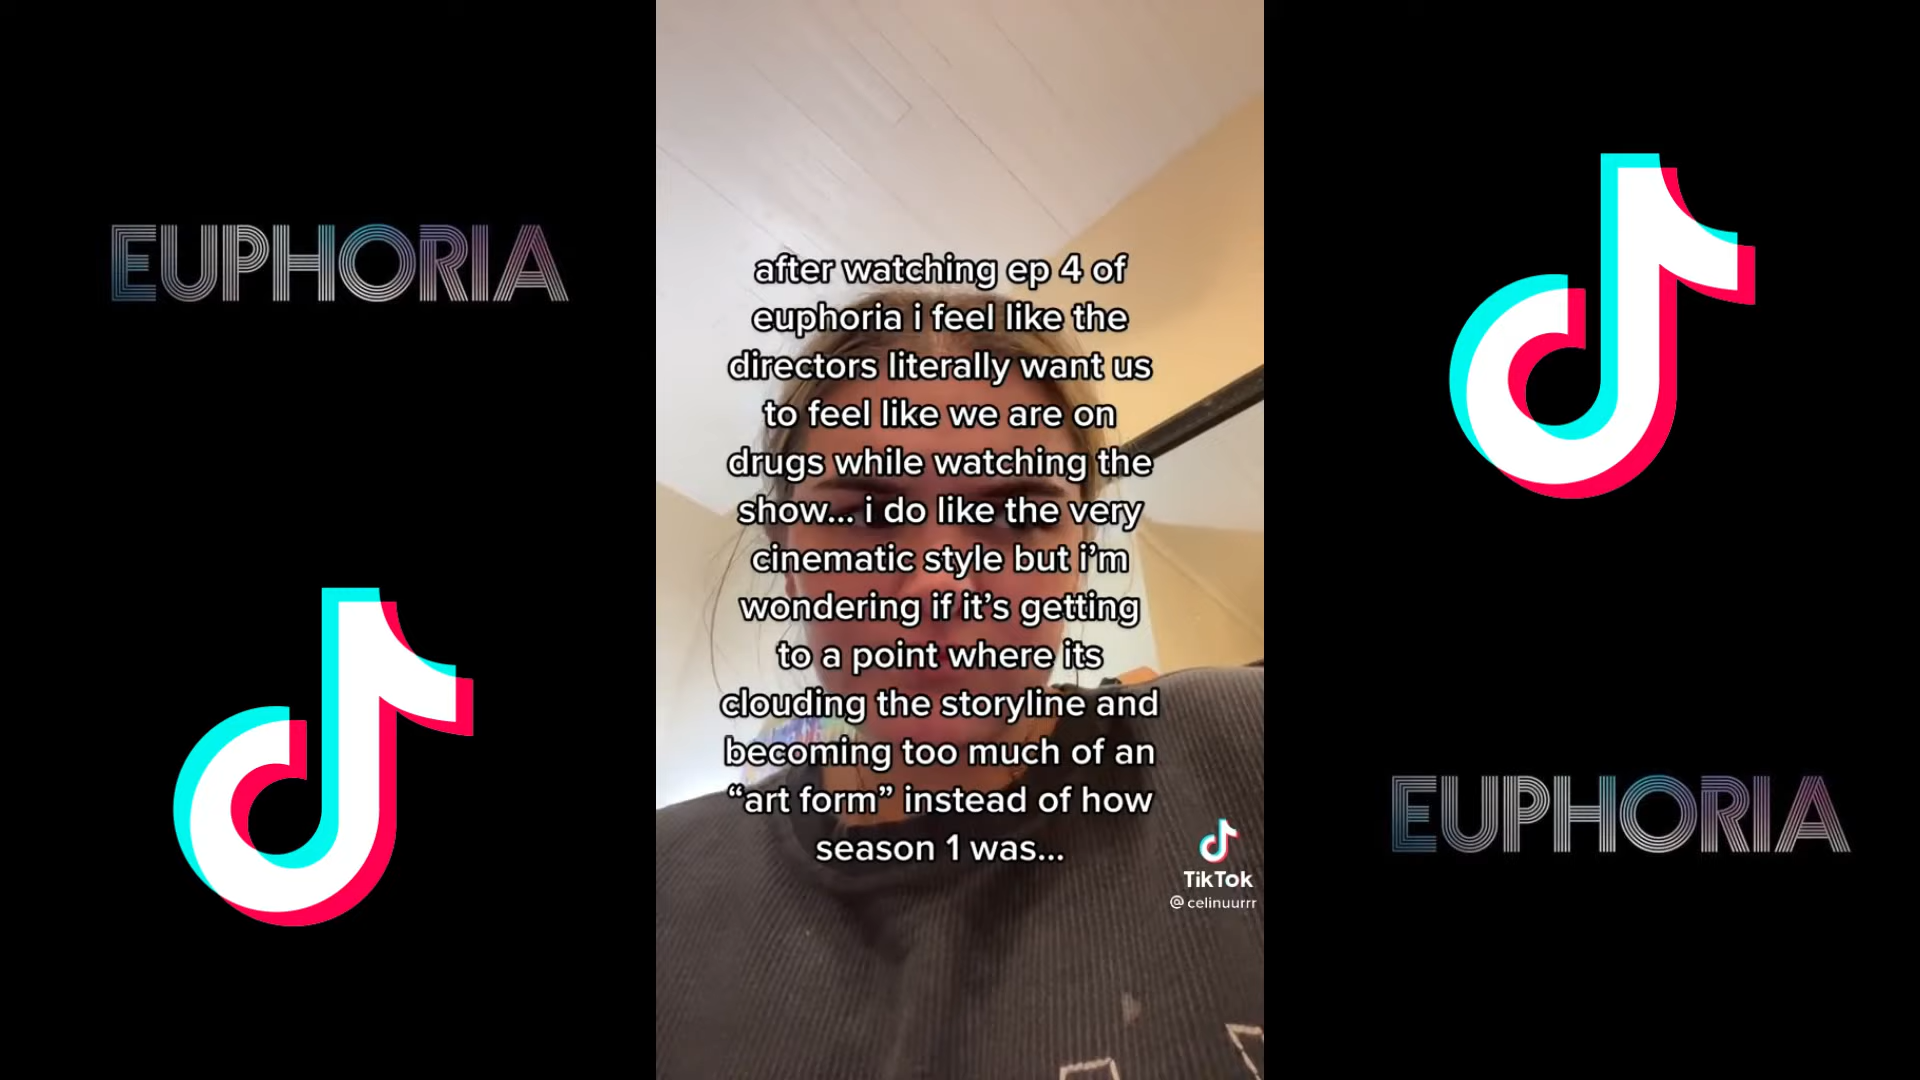 EUPHORIA
after watching ep 4 of
euphoria i feel like the
directors literally want us
to feel like we are on
drugs while watching the
show... i do like the very
cinematic style but i’m
wondering if it’s getting
to a point where its
clouding the storyline and
becoming too much of an
“art form” instead of how
season 1 was...
TikTok
@celinuurrr
EUPHORIA